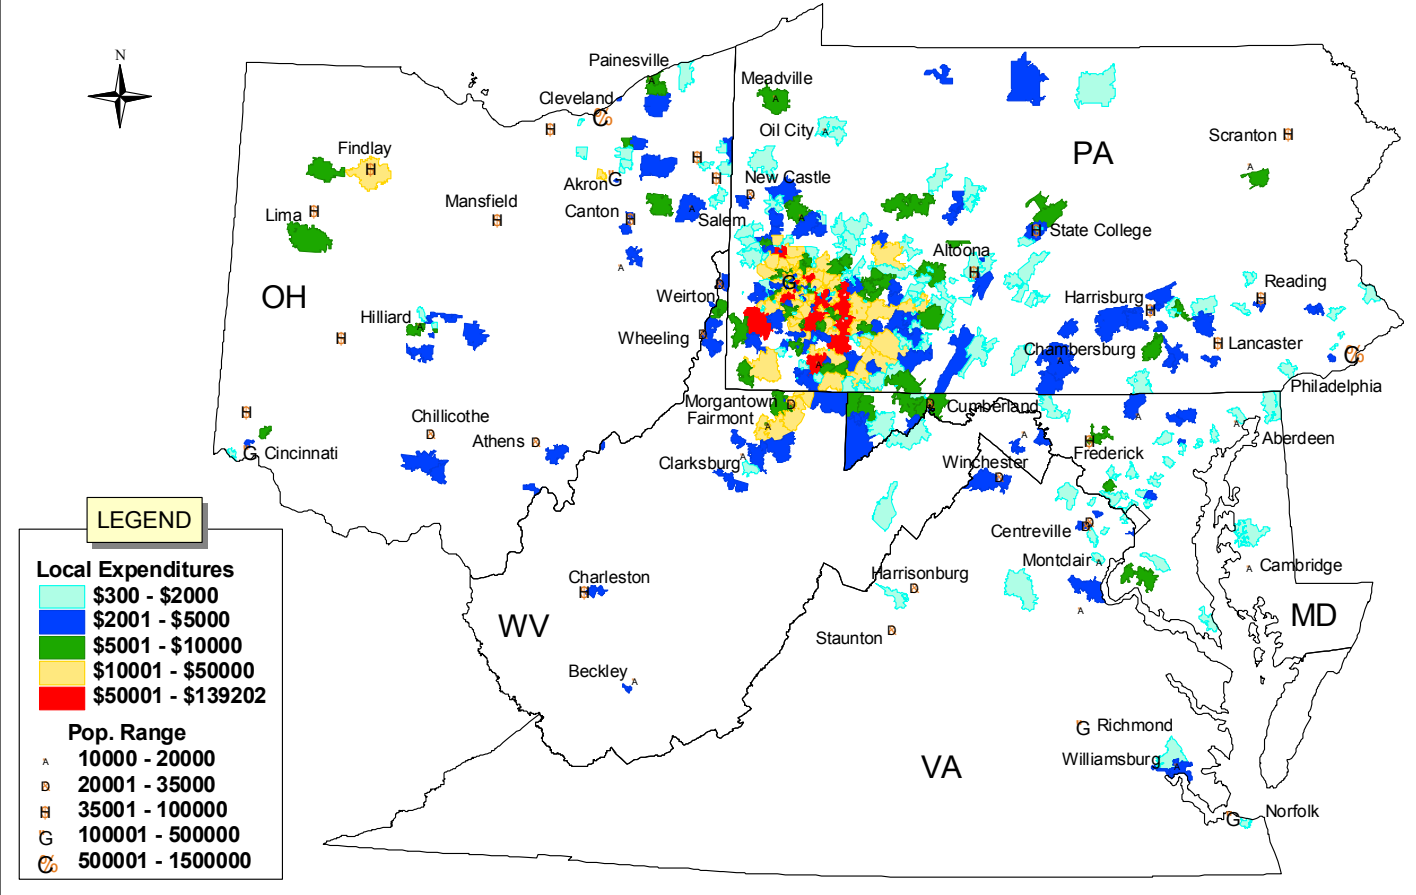 N
Painesville
Meadville
Cleveland
Oil City
Scranton
PA
Findlay
New Castle
Akron
Mansfield
Canton
Salem
Lima
State College
Altoona
Reading
OH
Weirton
Harrisburg
Hilliard
Wheeling
Lancaster
Chambersburg
Philadelphia
Morgantown
Cumberland
Fairmont
Chillicothe
Athens
Aberdeen
Cincinnati
Frederick
Clarksburg
Winchester
Centreville
Montclair
Cambridge
Harrisonburg
Charleston
MD
WV
Staunton
Beckley
Richmond
Williamsburg
VA
Norfolk
LEGEND
Local Expenditures
$300 - $2000
$2001 - $5000
$5001 - $10000
$10001 - $50000
$50001 - $139202
Pop. Range
A 10000 - 20000
D 20001 - 35000
H 35001 - 100000
G 100001 - 500000
C% 500001 - 1500000